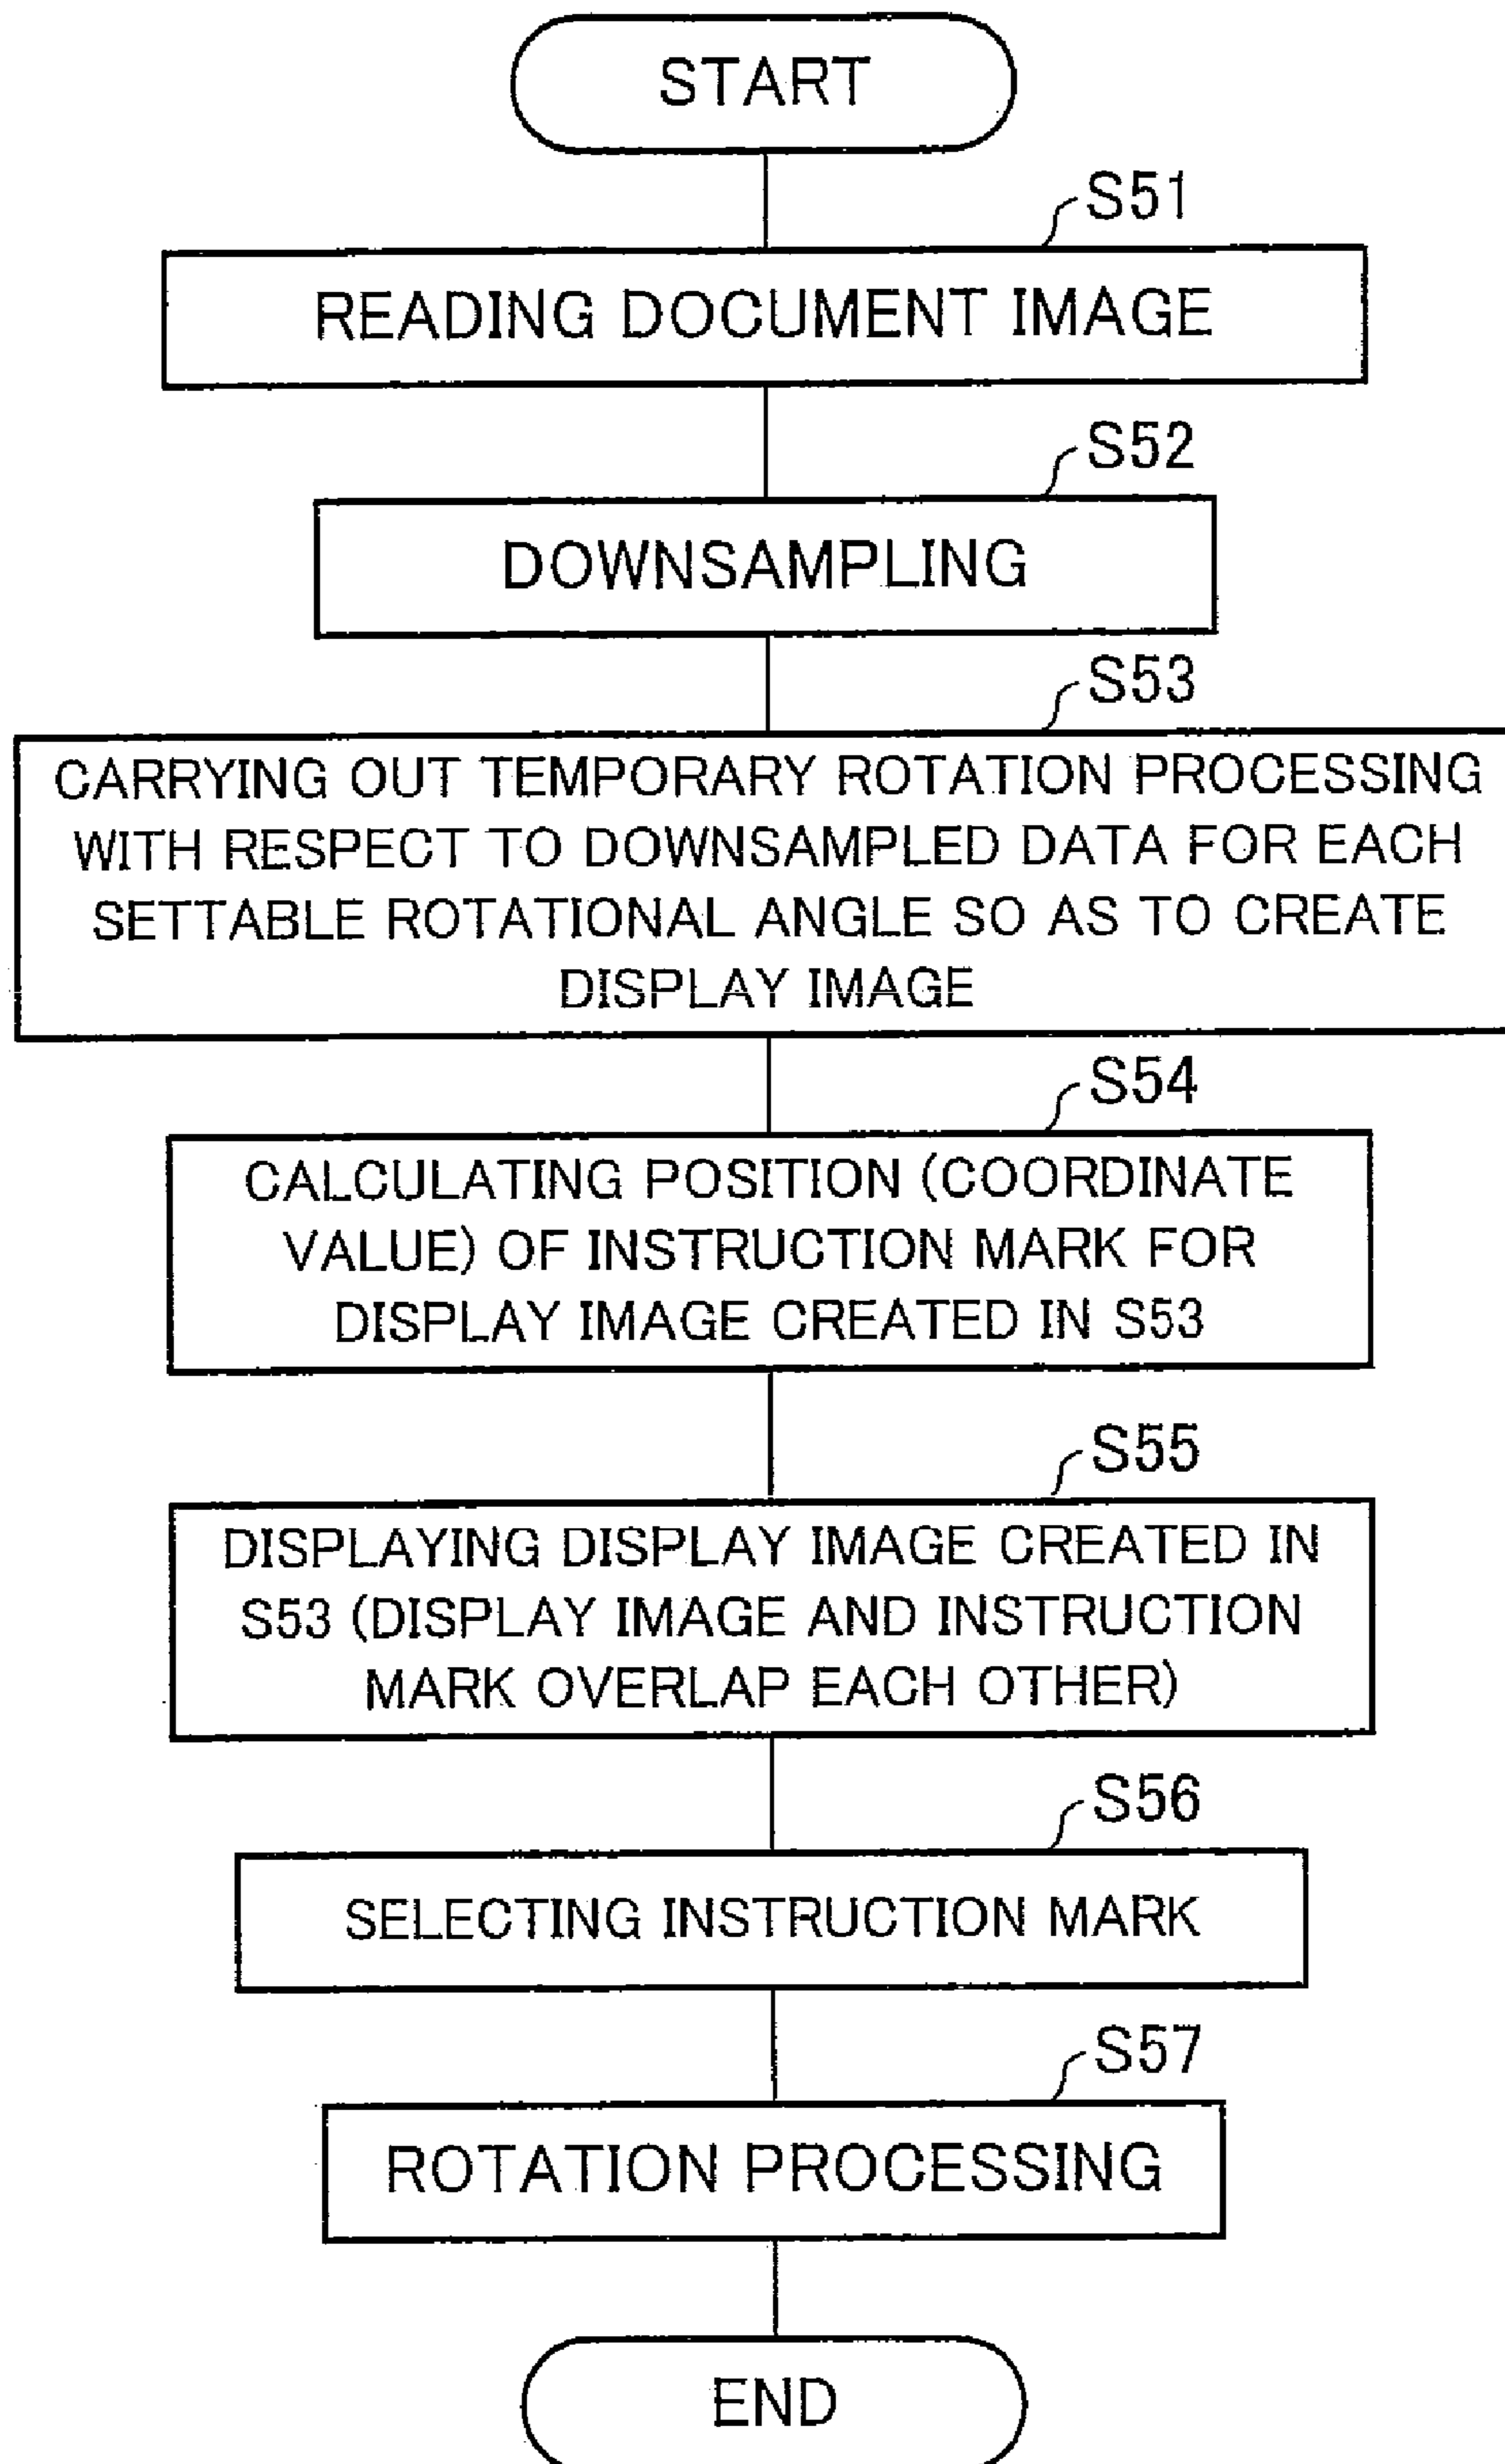 START
S51
READING DOCUMENT IMAGE
S52
DOWNSAMPLING
S53
CARRYING OUT TEMPORARY ROTATION PROCESSING
WITH RESPECT TO DOWNSAMPLED DATA FOR EACH
SETTABLE ROTATIONAL ANGLE SO AS TO CREATE
DISPLAY IMAGE
S54
CALCULATING POSITION (COORDINATE
VALUE) OF INSTRUCTION MARK FOR
DISPLAY IMAGE CREATED IN S53
S55
DISPLAYING DISPLAY IMAGE CREATED IN
S53 (DISPLAY IMAGE AND INSTRUCTION
MARK OVERLAP EACH OTHER)
S56
SELECTING INSTRUCTION MARK
S57
ROTATION PROCESSING
END